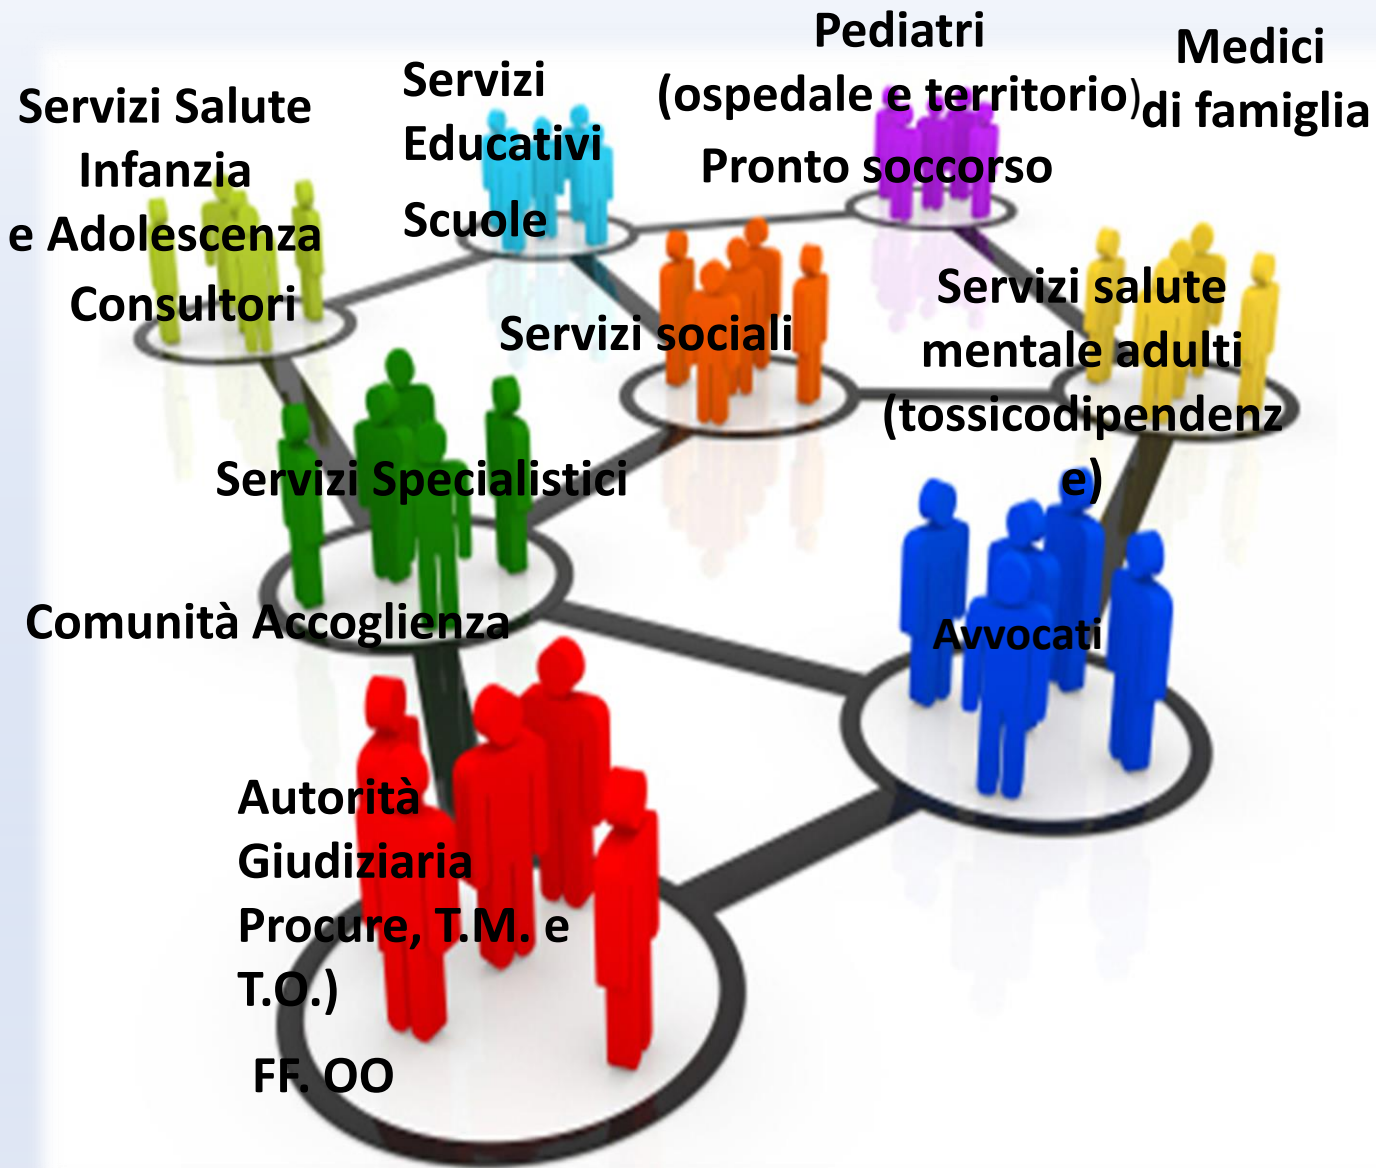 Pediatri
(ospedale e territorio)
Pronto soccorso
Medici
di famiglia
Servizi
Educativi
Scuole
Servizi Salute
Infanzia
e Adolescenza
Consultori
Servizi sociali
Servizi salute
mentale adulti
(tossicodipendenz
e)
Servizi Specialistici
Comunità Accoglienza
Avvocati
Autorità
Giudiziaria
Procure, T.M. e
T.O.)
FF. OO